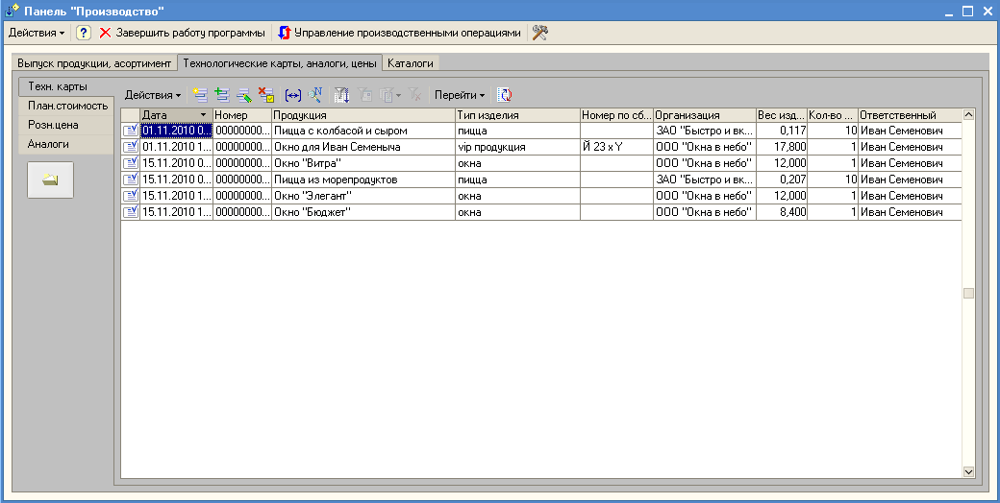 Панель "Производство"
Действия ? Завершить работу программы Управление производственными операциями
Выпуск продукции, асортимент Технологические карты, аналоги, цены Каталоги
Техн. карты
План.стоимость
Розн.цена
Аналоги
Действия Перейти
Дата Номер Продукция Тип изделия Номер по сб... Организация Вес изд... Кол-во ... Ответственный
01.11.2010 0... 00000000... Пицца с колбасой и сыром пицца ЗАО "Быстро и вк... 0,117 10 Иван Семенович
01.11.2010 1... 00000000... Окно для Иван Семеныча vip продукция Й 23 x Y ООО "Окна в небо" 17,800 1 Иван Семенович
15.11.2010 0... 00000000... Окно "Витра" окна ООО "Окна в небо" 12,000 1 Иван Семенович
15.11.2010 1... 00000000... Пицца из морепродуктов пицца ЗАО "Быстро и вк... 0,207 10 Иван Семенович
15.11.2010 1... 00000000... Окно "Элегант" окна ООО "Окна в небо" 12,000 1 Иван Семенович
15.11.2010 1... 00000000... Окно "Бюджет" окна ООО "Окна в небо" 8,400 1 Иван Семенович